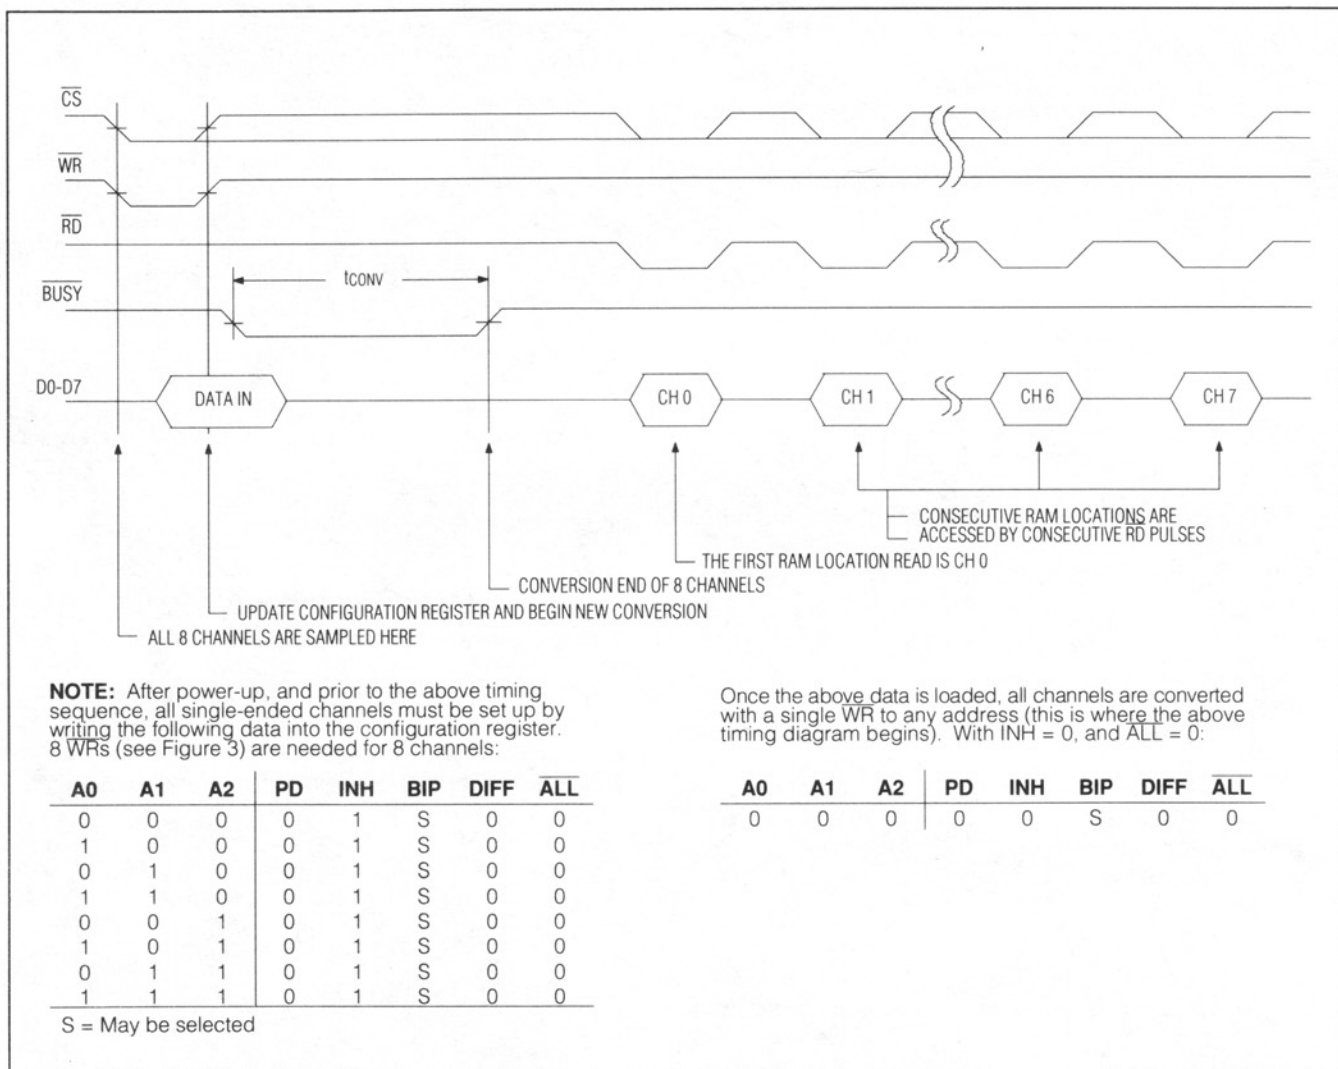 C̅S̅
W̅R̅
R̅D̅
tCONV
B̅U̅S̅Y̅
D0-D7
DATA IN
CH 0
CH 1
CH 6
CH 7
CONSECUTIVE RAM LOCATIONS ARE
ACCESSED BY CONSECUTIVE R̅D̅ PULSES
THE FIRST RAM LOCATION READ IS CH 0
CONVERSION END OF 8 CHANNELS
UPDATE CONFIGURATION REGISTER AND BEGIN NEW CONVERSION
ALL 8 CHANNELS ARE SAMPLED HERE
NOTE: After power-up, and prior to the above timing
sequence, all single-ended channels must be set up by
writing the following data into the configuration register.
8 W̅R̅s (see Figure 3) are needed for 8 channels:
A0 A1 A2 PD INH BIP DIFF A̅L̅L̅
0 0 0 0 1 S 0 0
1 0 0 0 1 S 0 0
0 1 0 0 1 S 0 0
1 1 0 0 1 S 0 0
0 0 1 0 1 S 0 0
1 0 1 0 1 S 0 0
0 1 1 0 1 S 0 0
1 1 1 0 1 S 0 0
S = May be selected
Once the above data is loaded, all channels are converted
with a single W̅R̅ to any address (this is where the above
timing diagram begins). With INH = 0, and A̅L̅L̅ = 0:
A0 A1 A2 PD INH BIP DIFF A̅L̅L̅
0 0 0 0 0 S 0 0